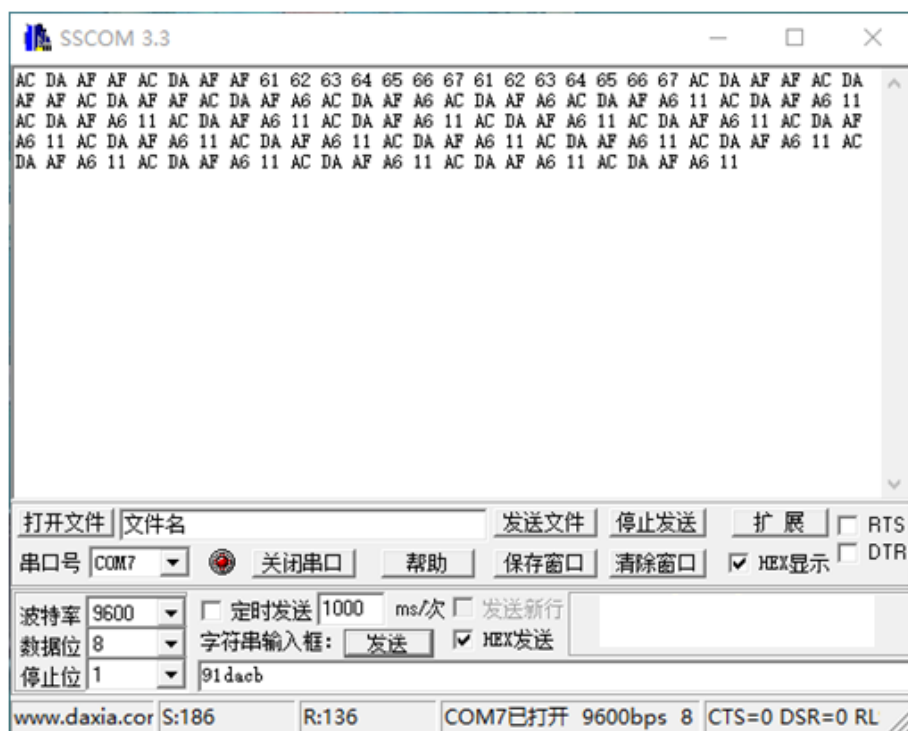 SSCOM 3.3
AC DA AF AF AC DA AF AF 61 62 63 64 65 66 67 61 62 63 64 65 66 67 AC DA AF AF AC DA
AF AF AC DA AF AF AC DA AF A6 AC DA AF A6 AC DA AF A6 AC DA AF A6 11 AC DA AF A6 11
AC DA AF A6 11 AC DA AF A6 11 AC DA AF A6 11 AC DA AF A6 11 AC DA AF A6 11 AC DA AF
A6 11 AC DA AF A6 11 AC DA AF A6 11 AC DA AF A6 11 AC DA AF A6 11 AC DA AF A6 11 AC
DA AF A6 11 AC DA AF A6 11 AC DA AF A6 11 AC DA AF A6 11 AC DA AF A6 11
打开文件 文件名 发送文件 停止发送 扩 展 RTS
串口号 COM7 关闭串口 帮助 保存窗口 清除窗口 HEX显示 DTR
波特率 9600 定时发送 1000 ms/次 发送新行
数据位 8 字符串输入框: 发送 HEX发送
停止位 1 91dacb
www.daxia.cor S:186 R:136 COM7已打开 9600bps 8 CTS=0 DSR=0 RL